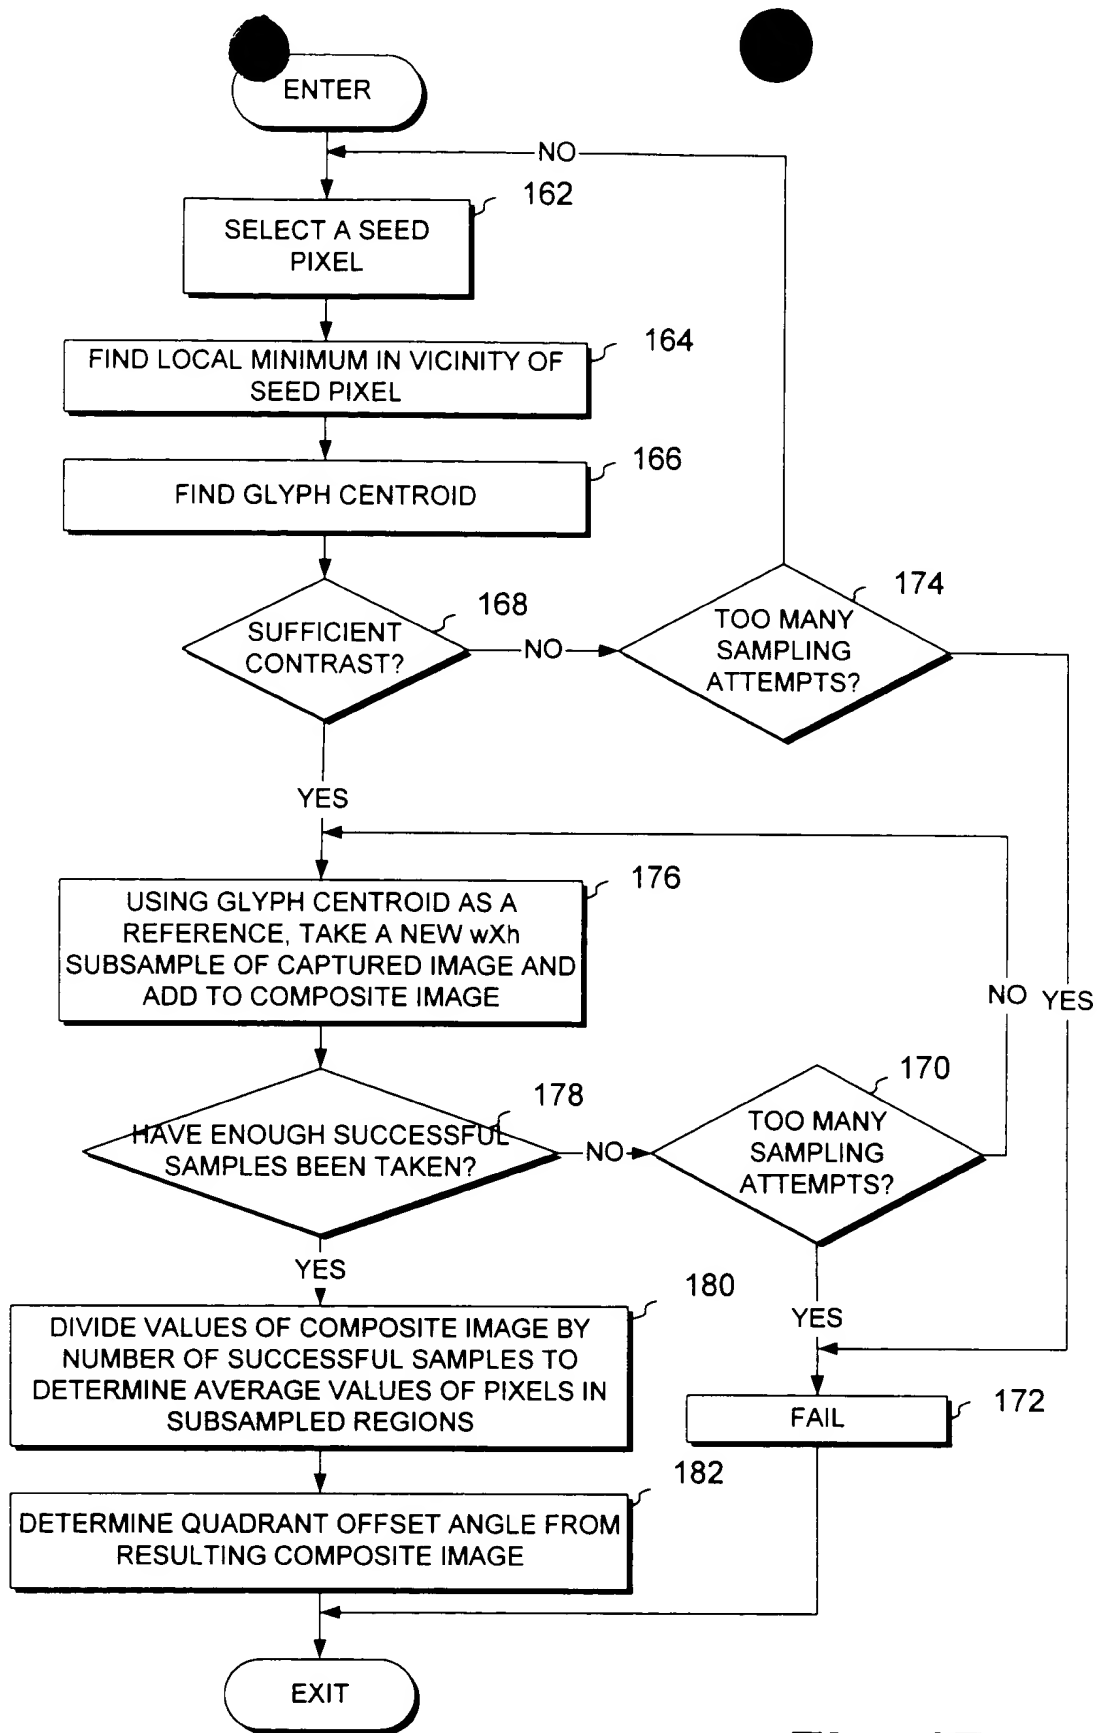 ENTER
NO
162
SELECT A SEED
PIXEL
164
FIND LOCAL MINIMUM IN VICINITY OF
SEED PIXEL
166
FIND GLYPH CENTROID
168
SUFFICIENT
CONTRAST?
NO
174
TOO MANY
SAMPLING
ATTEMPTS?
YES
176
USING GLYPH CENTROID AS A
REFERENCE, TAKE A NEW wXh
SUBSAMPLE OF CAPTURED IMAGE AND
ADD TO COMPOSITE IMAGE
NO
YES
178
HAVE ENOUGH SUCCESSFUL
SAMPLES BEEN TAKEN?
NO
170
TOO MANY
SAMPLING
ATTEMPTS?
YES
YES
180
DIVIDE VALUES OF COMPOSITE IMAGE BY
NUMBER OF SUCCESSFUL SAMPLES TO
DETERMINE AVERAGE VALUES OF PIXELS IN
SUBSAMPLED REGIONS
172
FAIL
182
DETERMINE QUADRANT OFFSET ANGLE FROM
RESULTING COMPOSITE IMAGE
EXIT